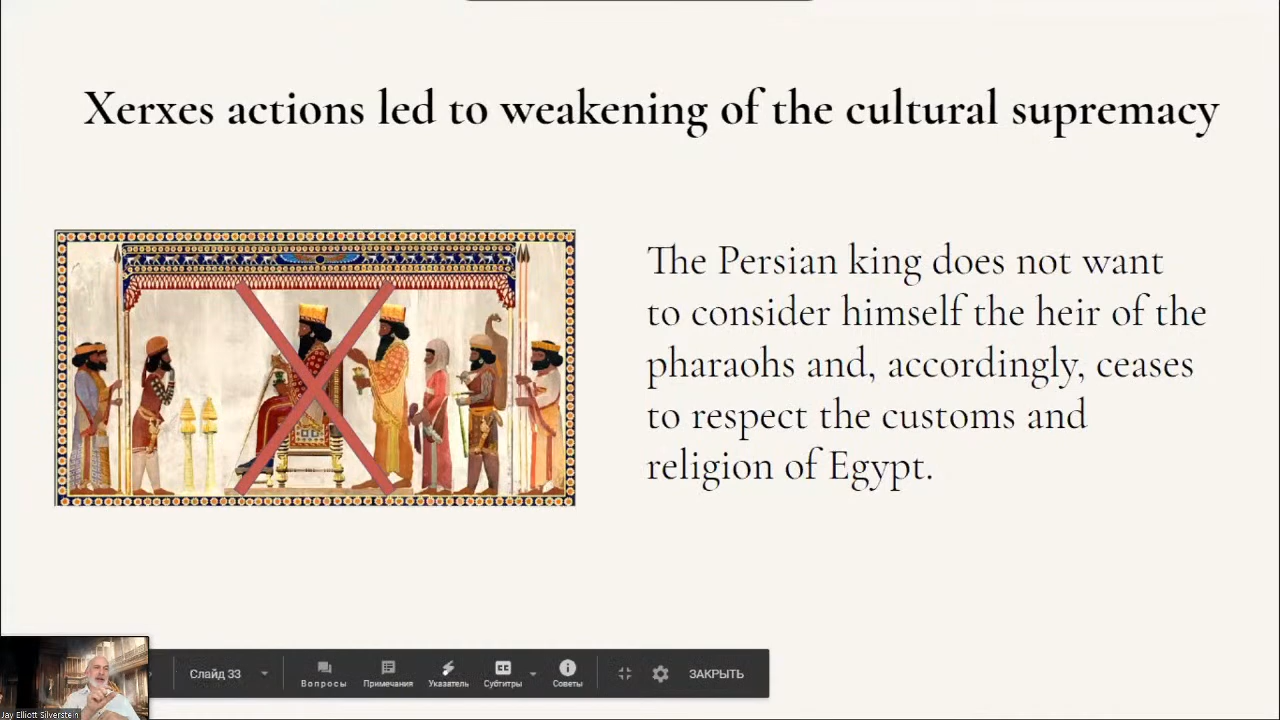 Xerxes actions led to weakening of the cultural supremacy
The Persian king does not want
to consider himself the heir of the
pharaohs and, accordingly, ceases
to respect the customs and
religion of Egypt.
Слайд 33
Вопросы
Примечания
Указатель
CC
Субтитры
Советы
ЗАКРЫТЬ
Jay Elliott Silverstein